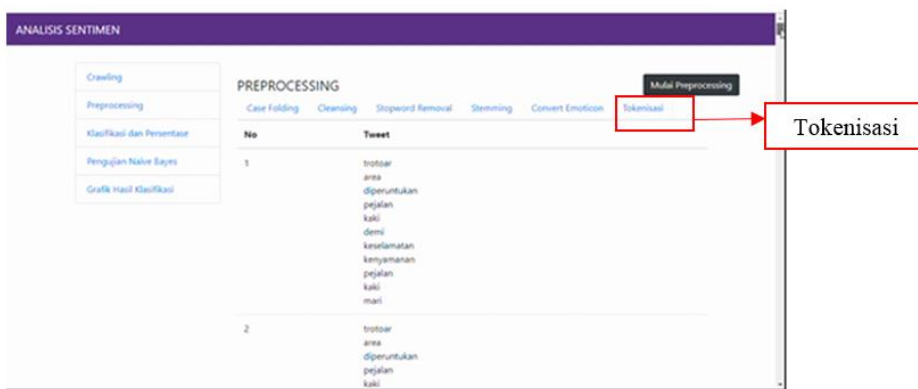 ANALISIS SENTIMEN
Crawling
Preprocessing
Klasifikasi dan Persentase
Pengujian Naive Bayes
Grafik Hasil Klasifikasi
PREPROCESSING
Mulai Preprocessing
Case Folding Cleansing Stopword Removal Stemming Convert Emoticon Tokenisasi
Tokenisasi
No Tweet
1 trotoar
area
diperuntukan
pejalan
kaki
demi
keselamatan
kenyamanan
pejalan
kaki
mari
2 trotoar
area
diperuntukan
pejalan
kaki